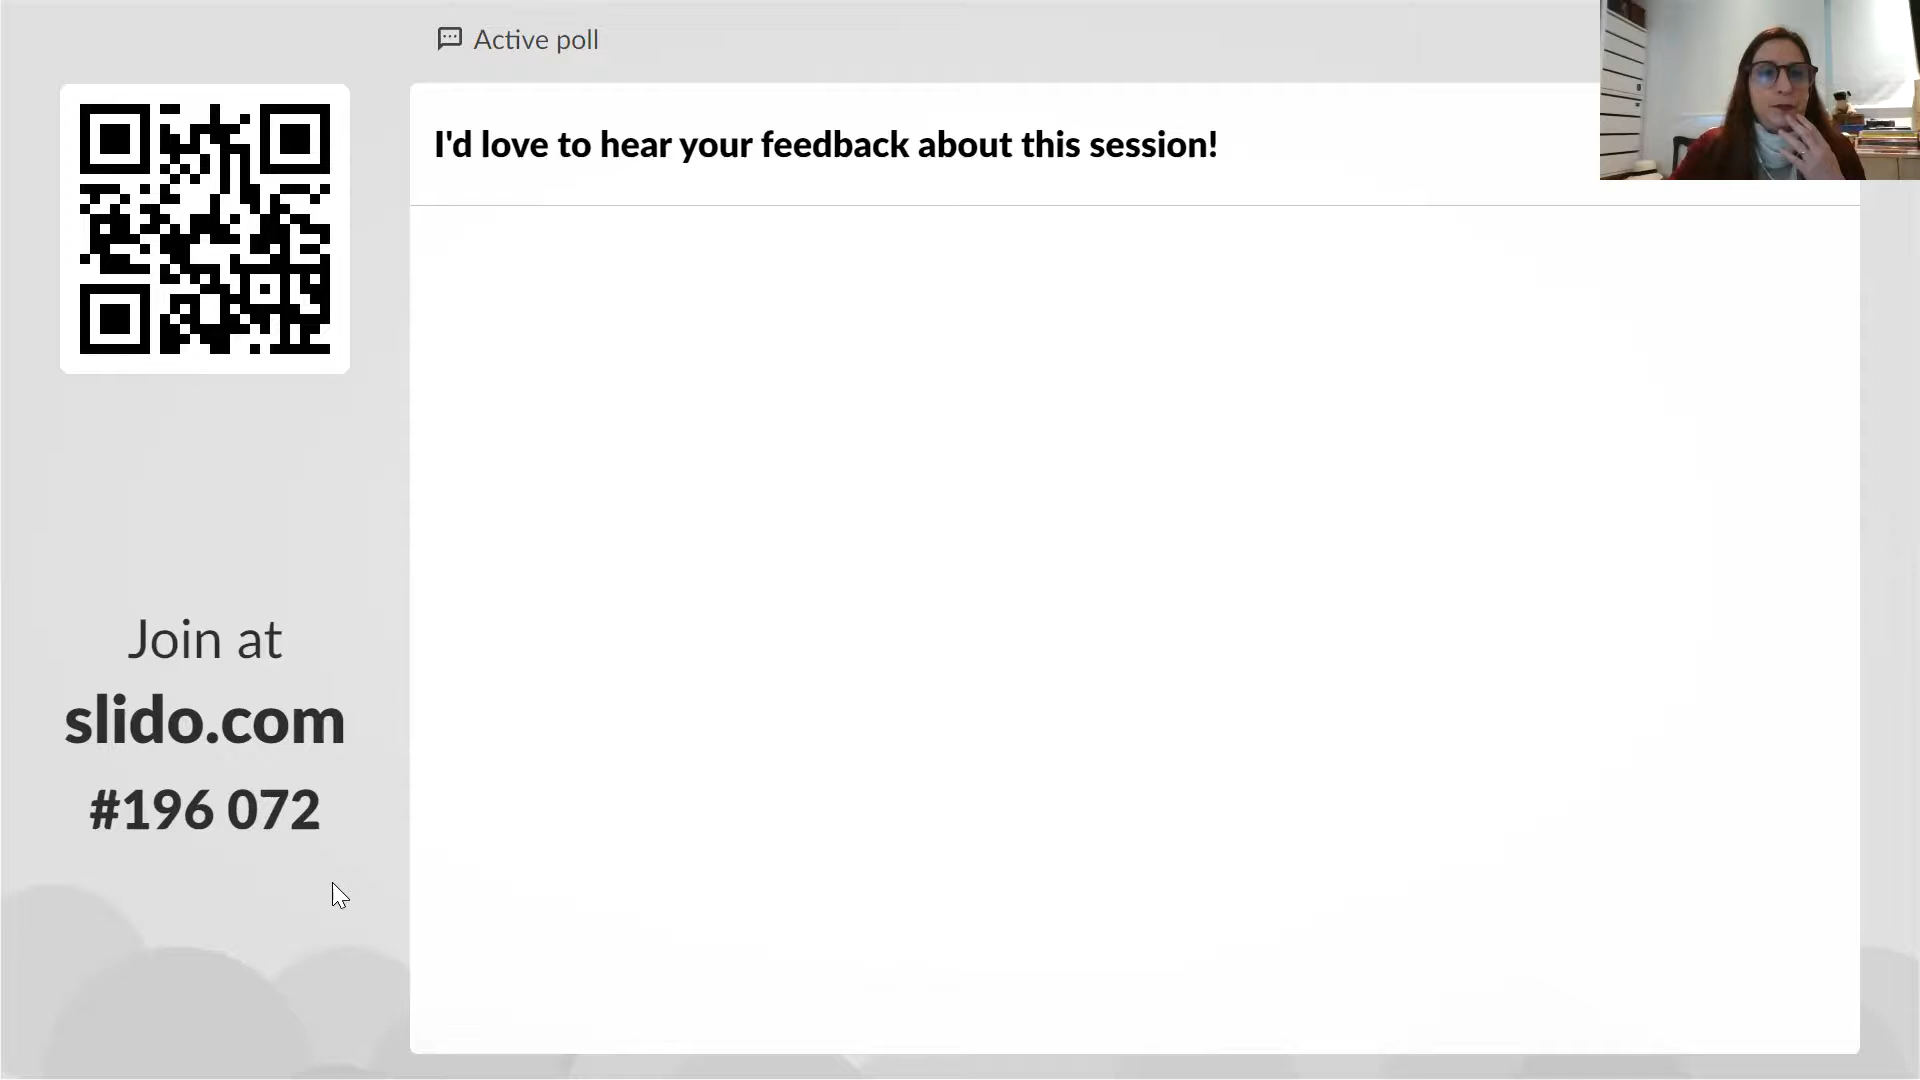 Active poll
I'd love to hear your feedback about this session!
Join at
slido.com
#196 072